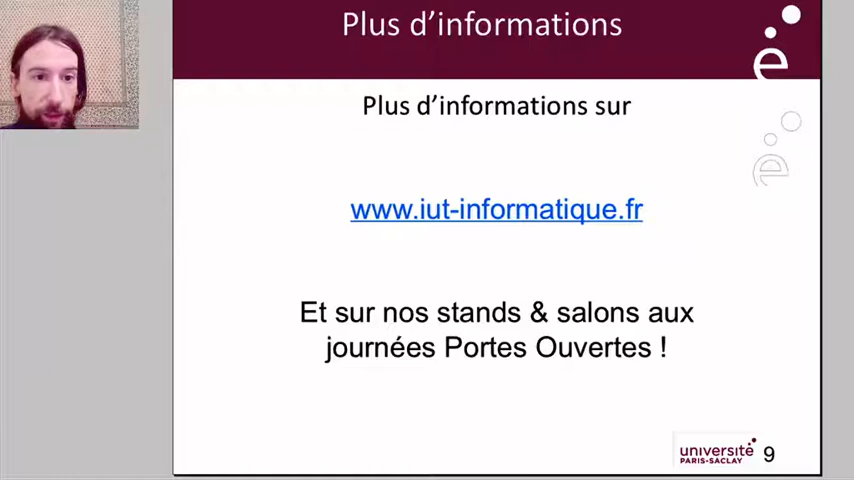 Plus d’informations
Plus d’informations sur
www.iut-informatique.fr
Et sur nos stands & salons aux
journées Portes Ouvertes !
université
PARIS-SACLAY
9